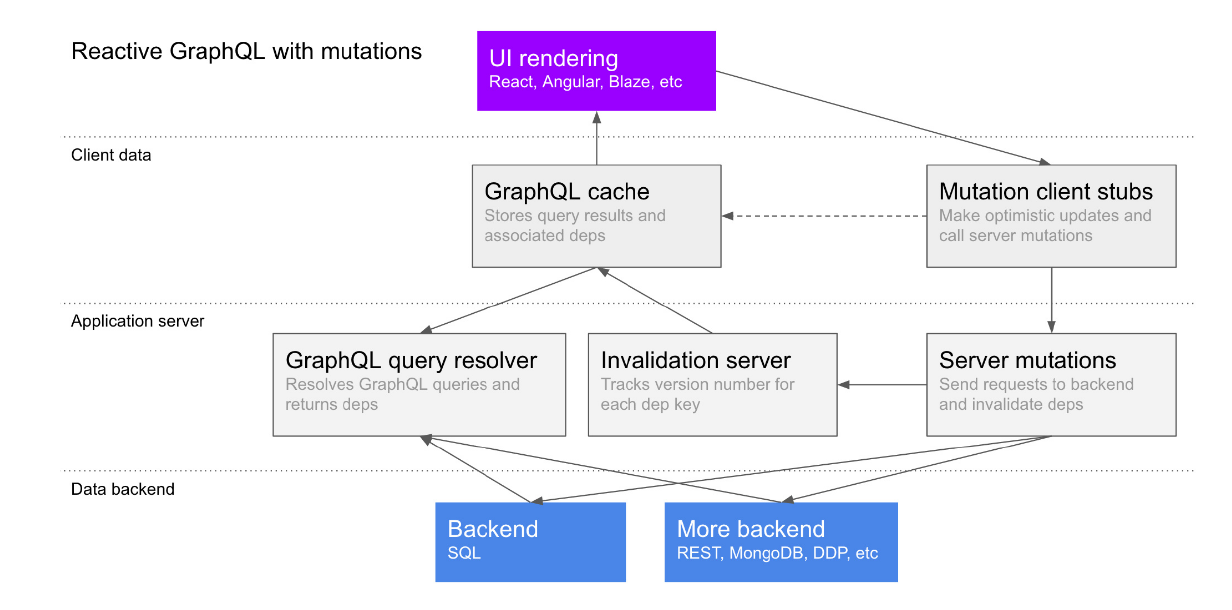 Reactive GraphQL with mutations
UI rendering
React, Angular, Blaze, etc
Client data
GraphQL cache
Stores query results and
associated deps
Mutation client stubs
Make optimistic updates and
call server mutations
Application server
GraphQL query resolver
Resolves GraphQL queries and
returns deps
Invalidation server
Tracks version number for
each dep key
Server mutations
Send requests to backend
and invalidate deps
Data backend
Backend
SQL
More backend
REST, MongoDB, DDP, etc